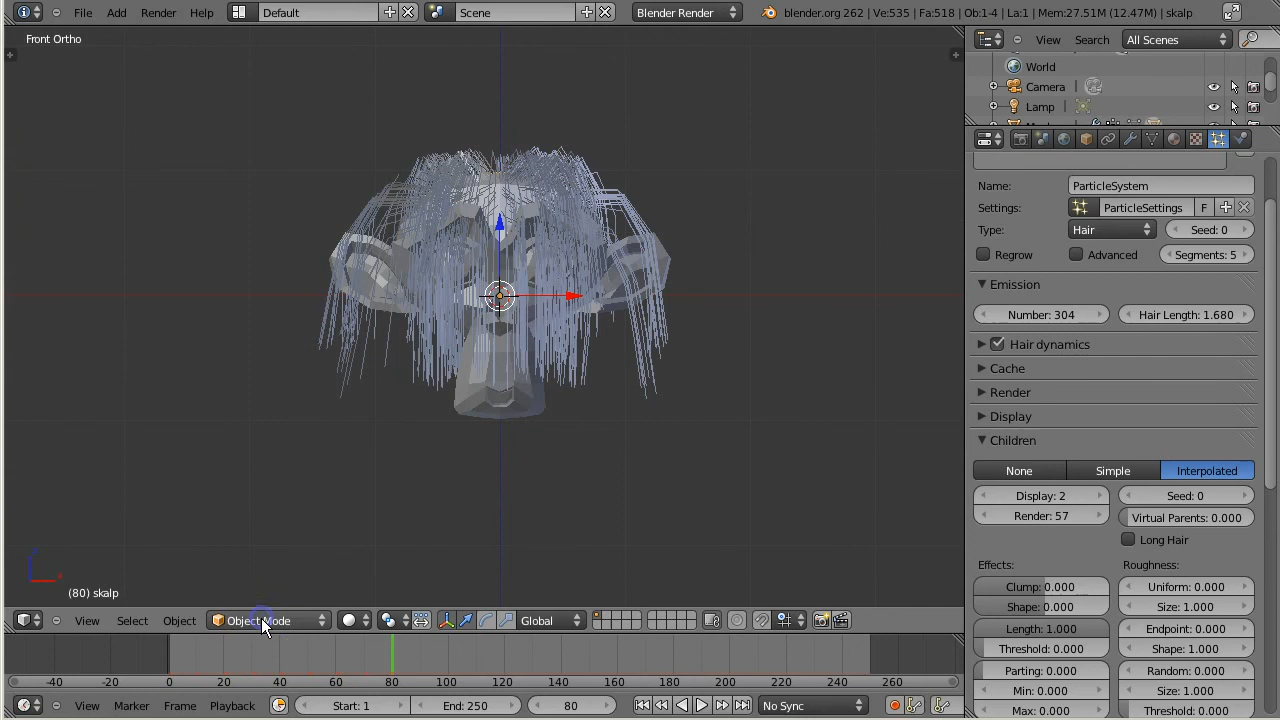 File Add Render Help Default Scene Blender Render blender.org 262 | Ve:535 | Fa:518 | Ob:1-4 | La:1 | Mem:27.51M (12.47M) | skalp
Front Ortho
View Search All Scenes
World
Camera
Lamp
Name: ParticleSystem
Settings: ParticleSettings F
Type: Hair Seed: 0
Regrow Advanced Segments: 5
Emission
Number: 304 Hair Length: 1.680
Hair dynamics
Cache
Render
Display
Children
None Simple Interpolated
Display: 2 Seed: 0
Render: 57 Virtual Parents: 0.000
Long Hair
Effects: Roughness:
Clump: 0.000 Uniform: 0.000
Shape: 0.000 Size: 1.000
Length: 1.000 Endpoint: 0.000
Threshold: 0.000 Shape: 1.000
Parting: 0.000 Random: 0.000
Min: 0.000 Size: 1.000
Max: 0.000 Threshold: 0.000
z
x
(80) skalp
View Select Object Object Mode Global
-40 -20 0 20 40 60 80 100 120 140 160 180 200 220 240 260
View Marker Frame Playback Start: 1 End: 250 80 No Sync